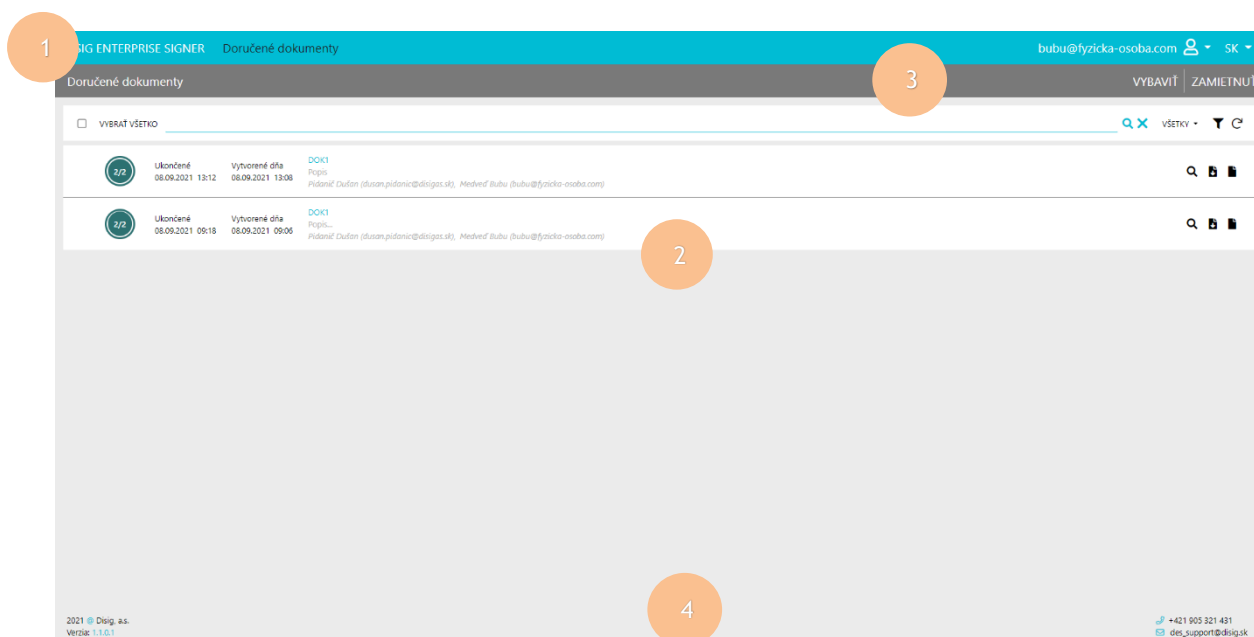 1
SIG ENTERPRISE SIGNER Doručené dokumenty bubu@fyzicka-osoba.com SK
3
Doručené dokumenty VYBAVIŤ ZAMIETNUŤ
VYBRAŤ VŠETKO VŠETKY
2/2 Ukončené Vytvorené dňa DOK1
Popis
08.09.2021 13:12 08.09.2021 13:08
Pidanič Dušan (dusan.pidanic@disigas.sk), Medveď Bubu (bubu@fyzicka-osoba.com)
2/2 Ukončené Vytvorené dňa DOK1
Popis...
08.09.2021 09:18 08.09.2021 09:06
Pidanič Dušan (dusan.pidanic@disigas.sk), Medveď Bubu (bubu@fyzicka-osoba.com)
2
4
2021 @ Disig, a.s. +421 905 321 431
Verzia: 1.1.0.1 des_support@disig.sk